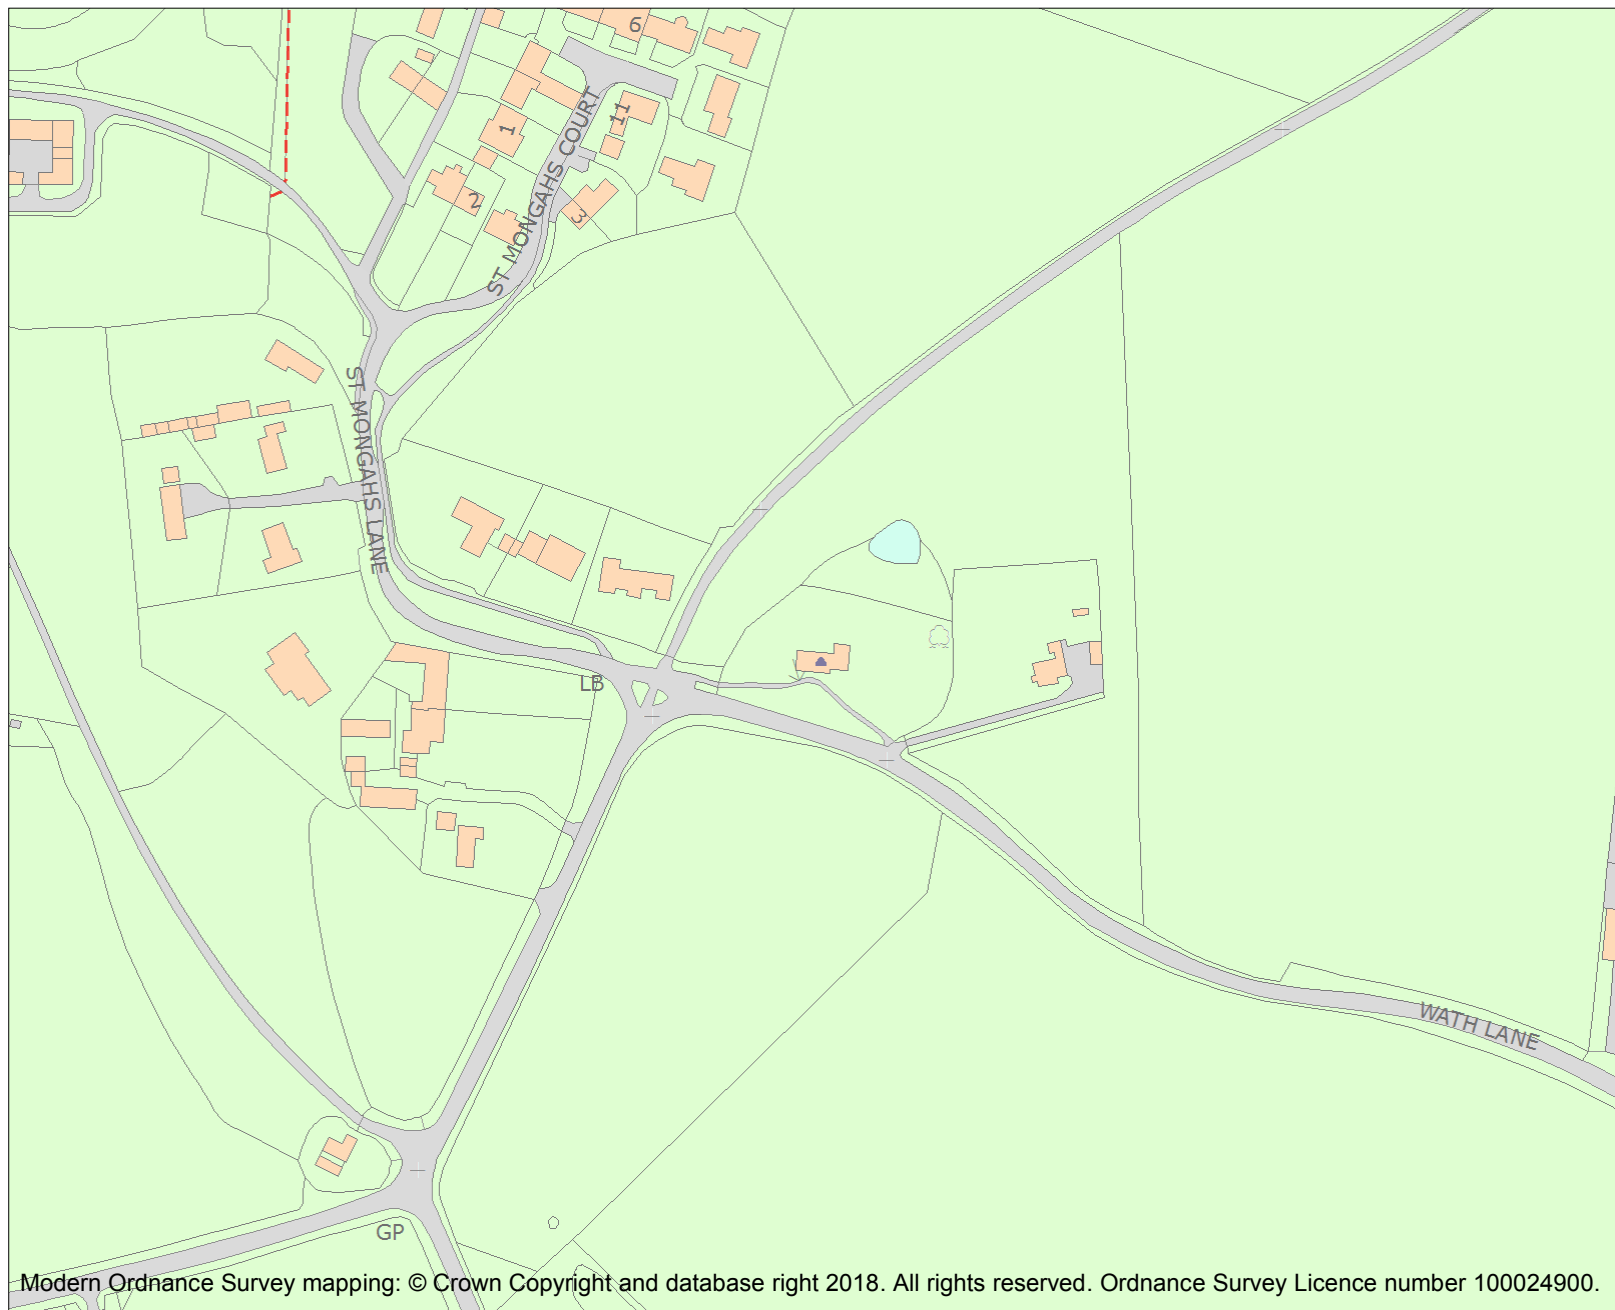 6
11
1
ST MONGAHS COURT
2
3
ST MONGAHS LANE
LB
WATH LANE
GP
Modern Ordnance Survey mapping: © Crown Copyright and database right 2018. All rights reserved. Ordnance Survey Licence number 100024900.